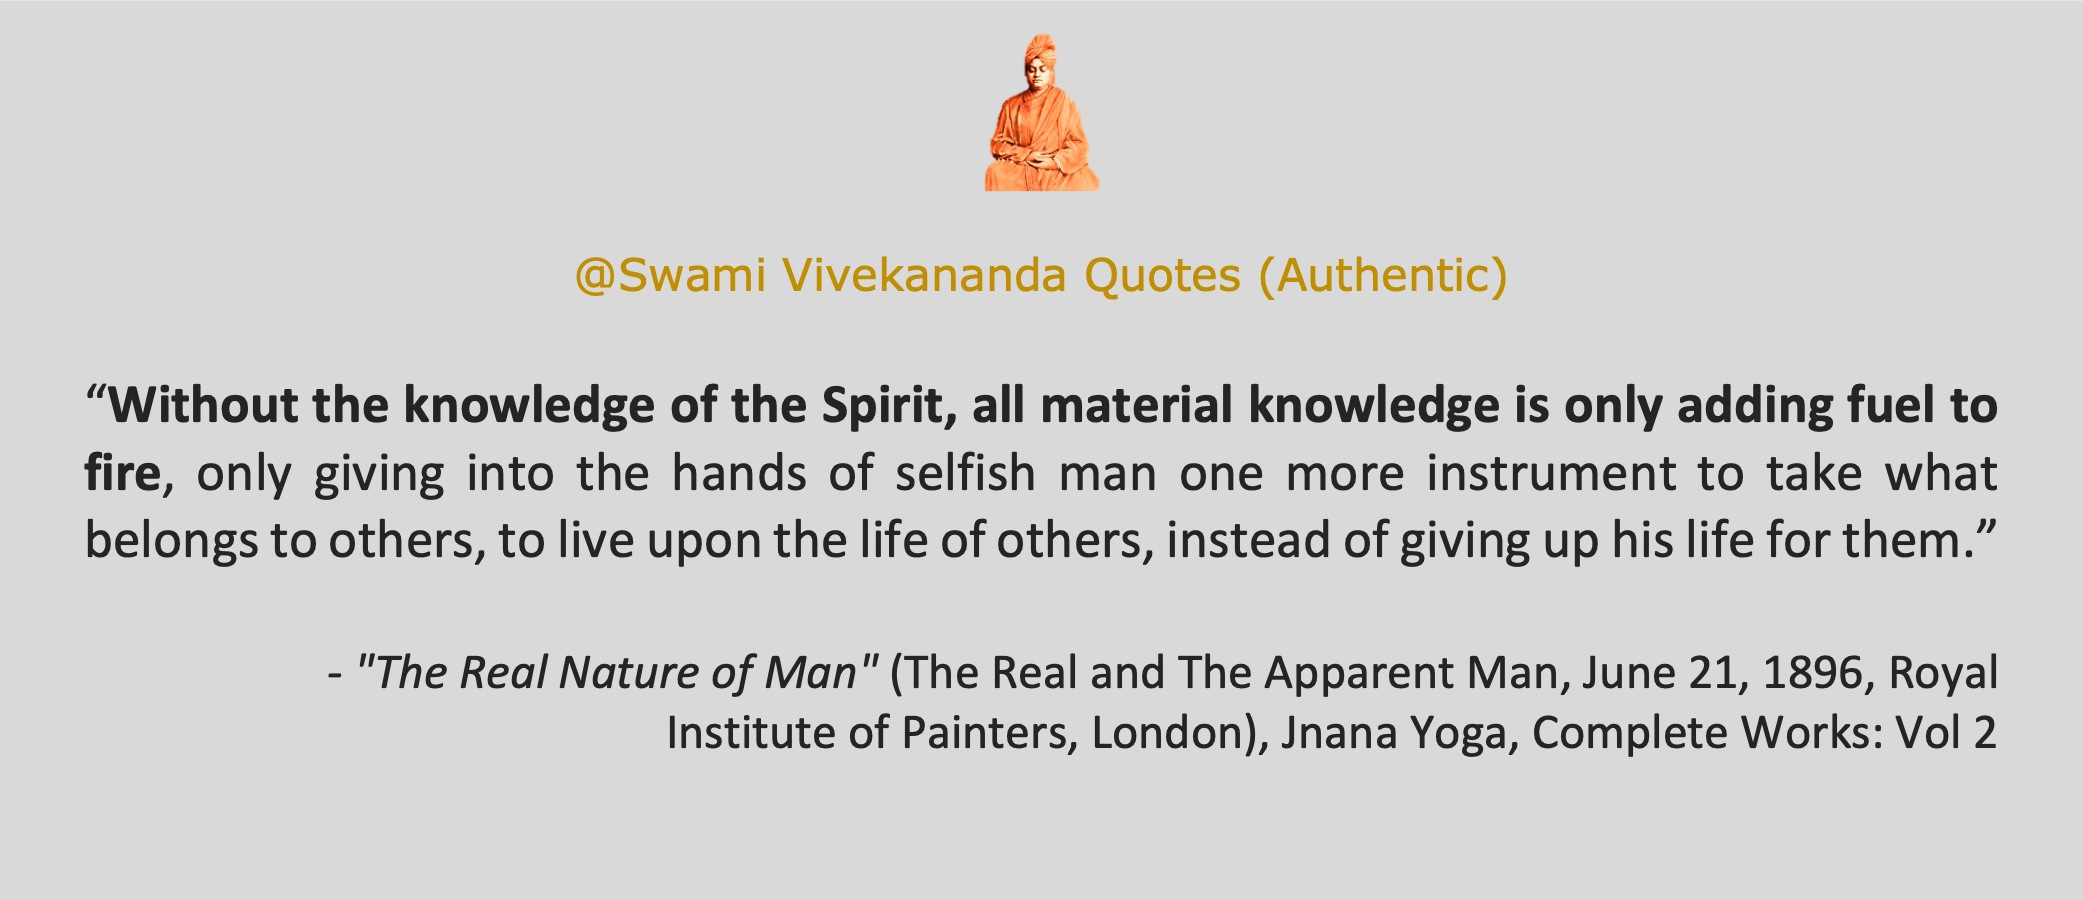 @Swami Vivekananda Quotes (Authentic)
“Without the knowledge of the Spirit, all material knowledge is only adding fuel to
fire, only giving into the hands of selfish man one more instrument to take what
belongs to others, to live upon the life of others, instead of giving up his life for them.”
- "The Real Nature of Man" (The Real and The Apparent Man, June 21, 1896, Royal
Institute of Painters, London), Jnana Yoga, Complete Works: Vol 2